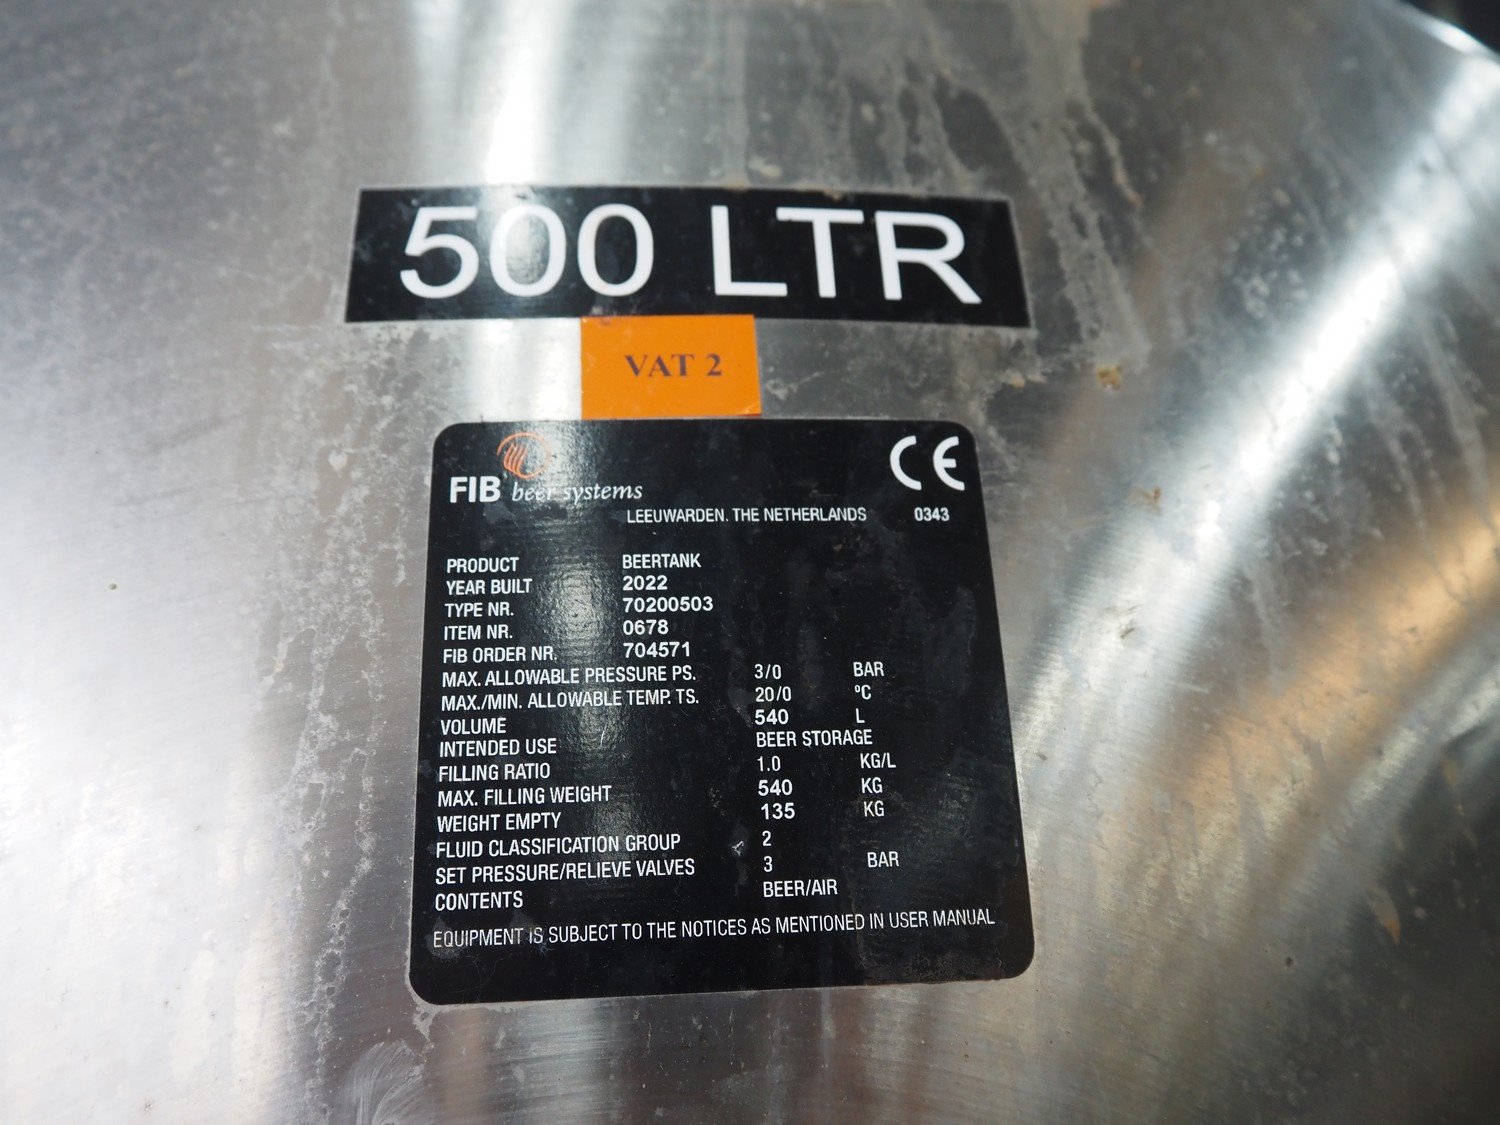 500 LTR
VAT 2
FIB beer systems
LEEUWARDEN. THE NETHERLANDS
CE
0343
PRODUCT BEERTANK
YEAR BUILT 2022
TYPE NR. 70200503
ITEM NR. 0678
FIB ORDER NR. 704571
MAX. ALLOWABLE PRESSURE PS. 3/0 BAR
MAX./MIN. ALLOWABLE TEMP. TS. 20/0 ºC
VOLUME 540 L
INTENDED USE BEER STORAGE
FILLING RATIO 1.0 KG/L
MAX. FILLING WEIGHT 540 KG
WEIGHT EMPTY 135 KG
FLUID CLASSIFICATION GROUP 2
SET PRESSURE/RELIEVE VALVES 3 BAR
CONTENTS BEER/AIR
EQUIPMENT IS SUBJECT TO THE NOTICES AS MENTIONED IN USER MANUAL